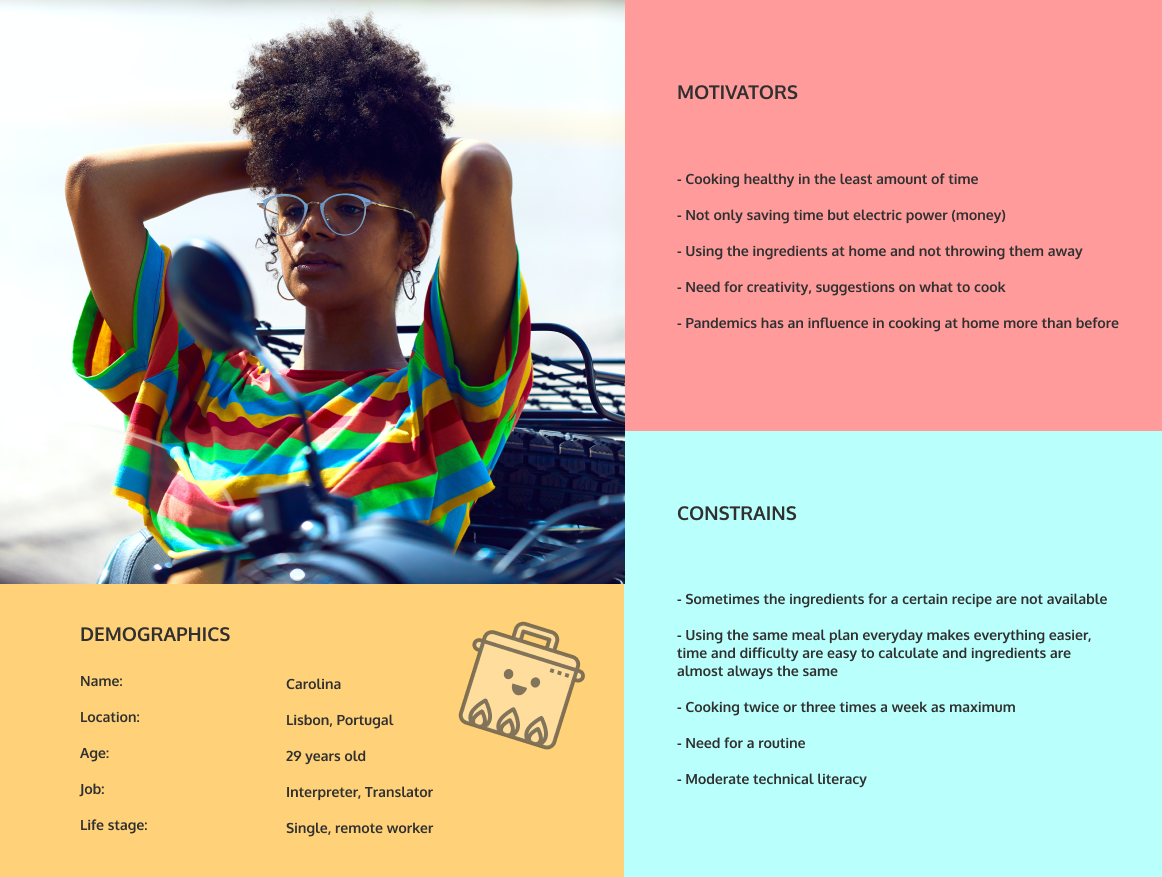 MOTIVATORS
- Cooking healthy in the least amount of time
- Not only saving time but electric power (money)
- Using the ingredients at home and not throwing them away
- Need for creativity, suggestions on what to cook
- Pandemics has an influence in cooking at home more than before
CONSTRAINS
- Sometimes the ingredients for a certain recipe are not available
- Using the same meal plan everyday makes everything easier,
time and difficulty are easy to calculate and ingredients are
almost always the same
- Cooking twice or three times a week as maximum
- Need for a routine
- Moderate technical literacy
DEMOGRAPHICS
Name: Carolina
Location: Lisbon, Portugal
Age: 29 years old
Job: Interpreter, Translator
Life stage: Single, remote worker